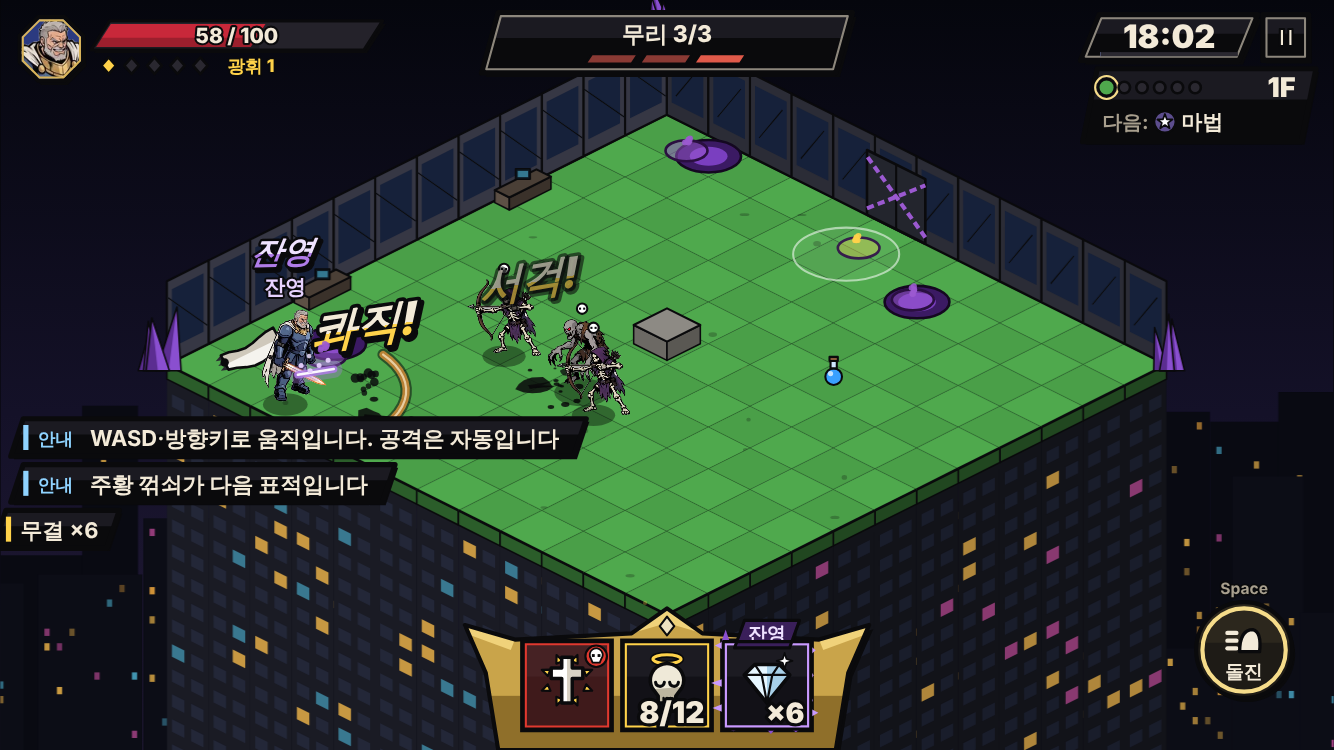 58 / 100
광휘 1
무리 3/3
18:02
1F
다음: 마법
잔영
잔영
서걱!
콰직!
안내 WASD·방향키로 움직입니다. 공격은 자동입니다
안내 주황 꺾쇠가 다음 표적입니다
무결 ×6
Space
돌진
잔영
8/12
×6